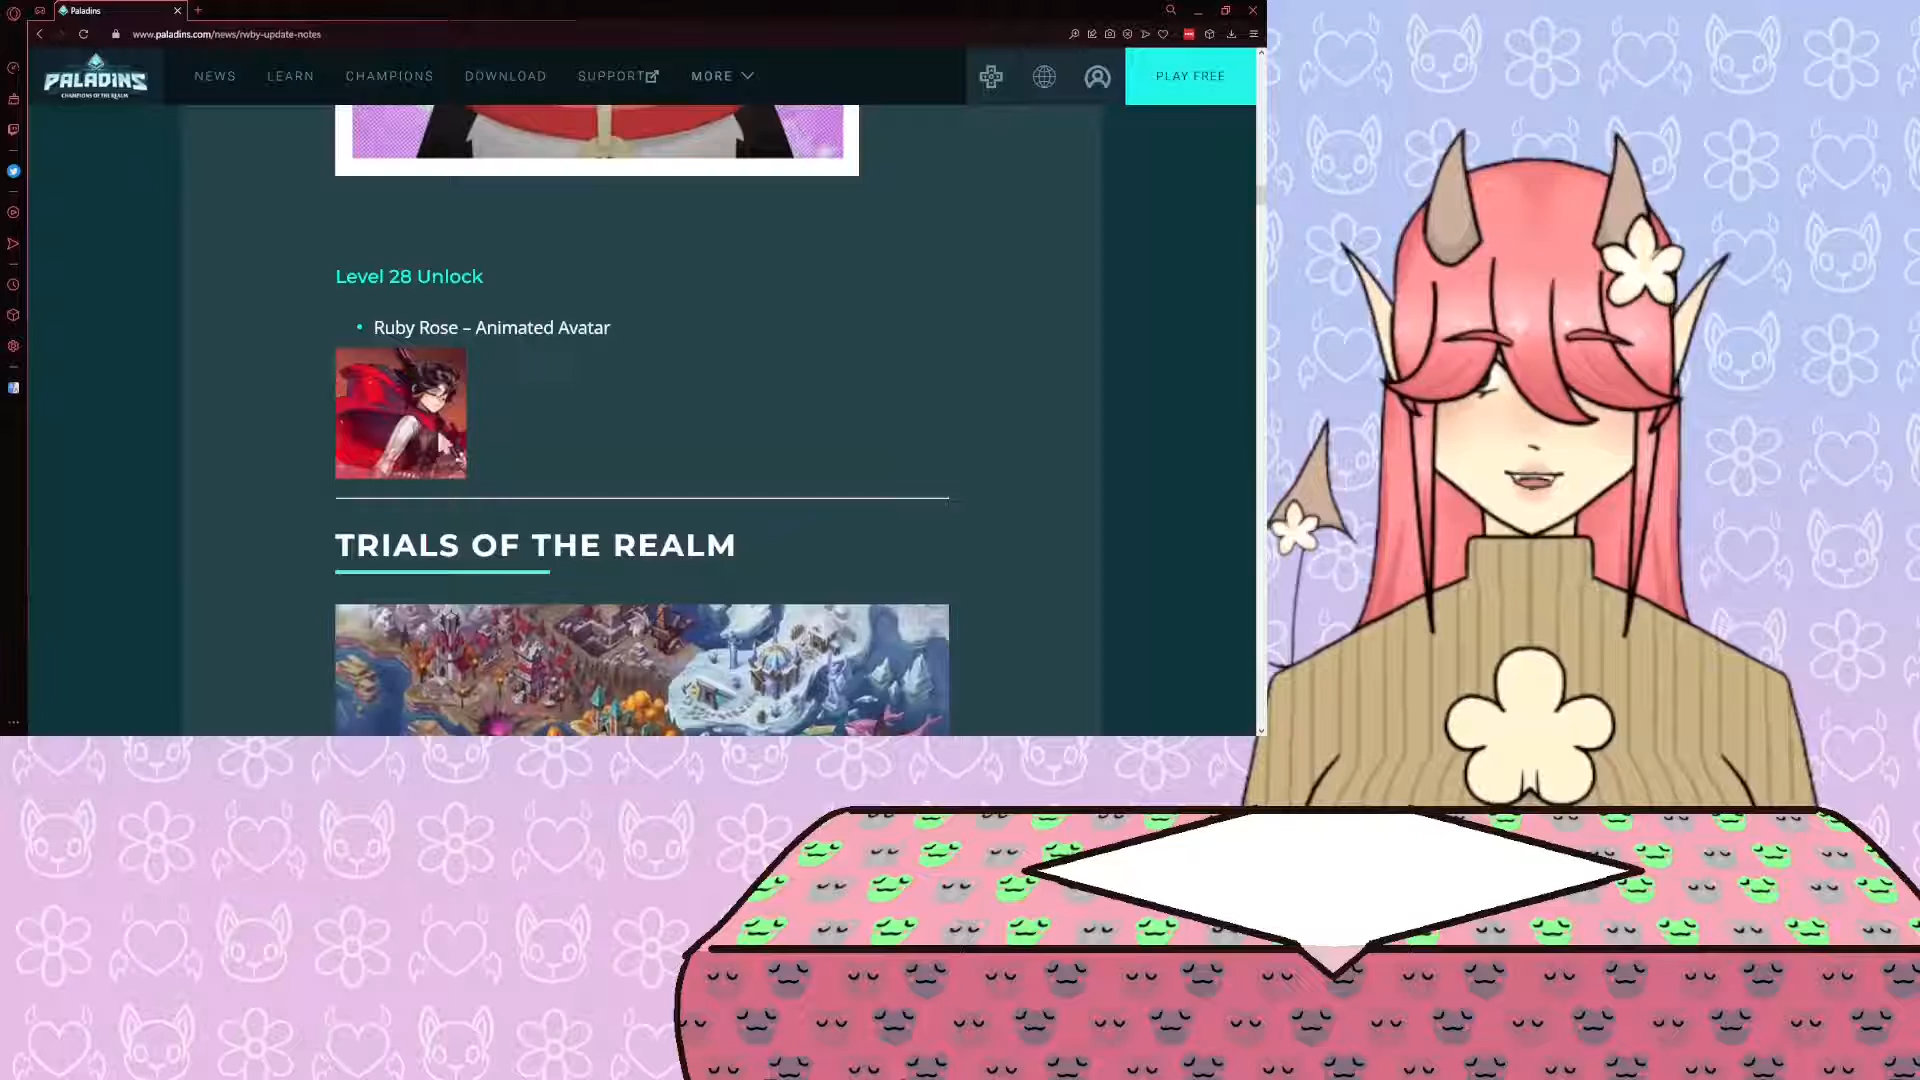 Paladins
www.paladins.com/news/rwby-update-notes
PALADINS
CHAMPIONS OF THE REALM
NEWS
LEARN
CHAMPIONS
DOWNLOAD
SUPPORT
MORE
PLAY FREE
Level 28 Unlock
Ruby Rose – Animated Avatar
TRIALS OF THE REALM